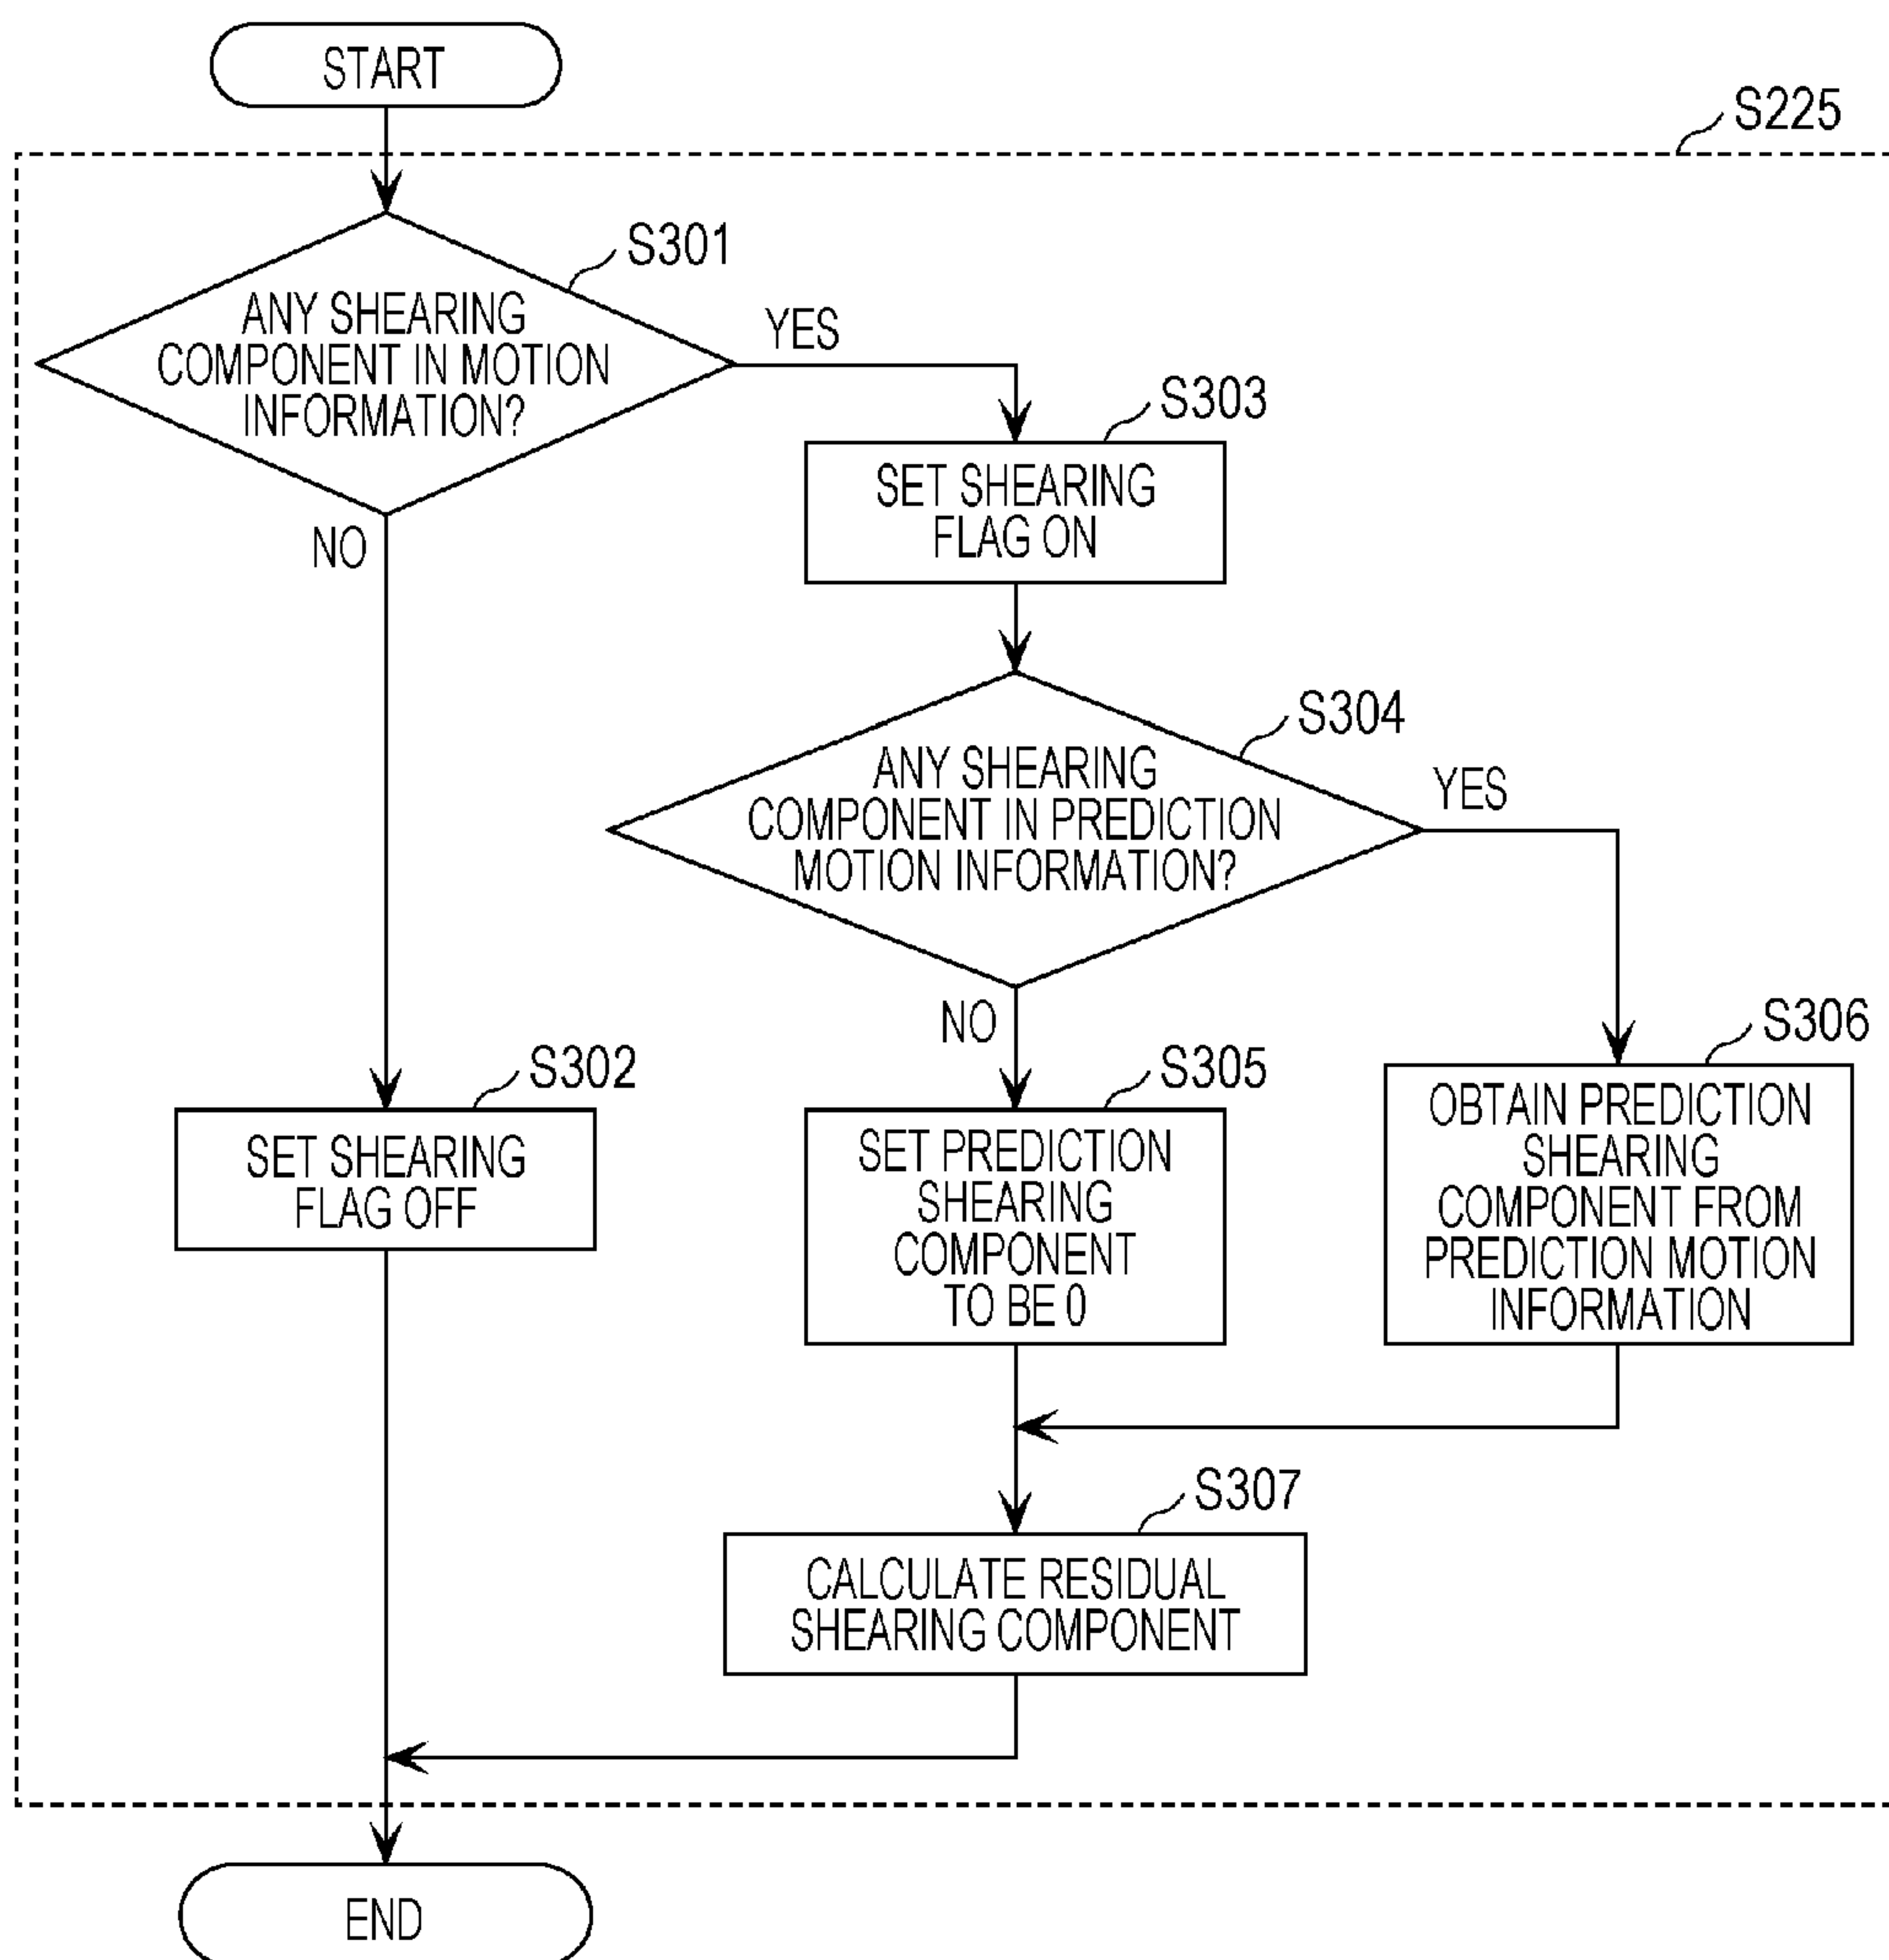 START
S225
S301
ANY SHEARING
COMPONENT IN MOTION
INFORMATION?
YES
NO
S303
SET SHEARING
FLAG ON
S304
ANY SHEARING
COMPONENT IN PREDICTION
MOTION INFORMATION?
YES
NO
S302
SET SHEARING
FLAG OFF
S305
SET PREDICTION
SHEARING
COMPONENT
TO BE 0
S306
OBTAIN PREDICTION
SHEARING
COMPONENT FROM
PREDICTION MOTION
INFORMATION
S307
CALCULATE RESIDUAL
SHEARING COMPONENT
END